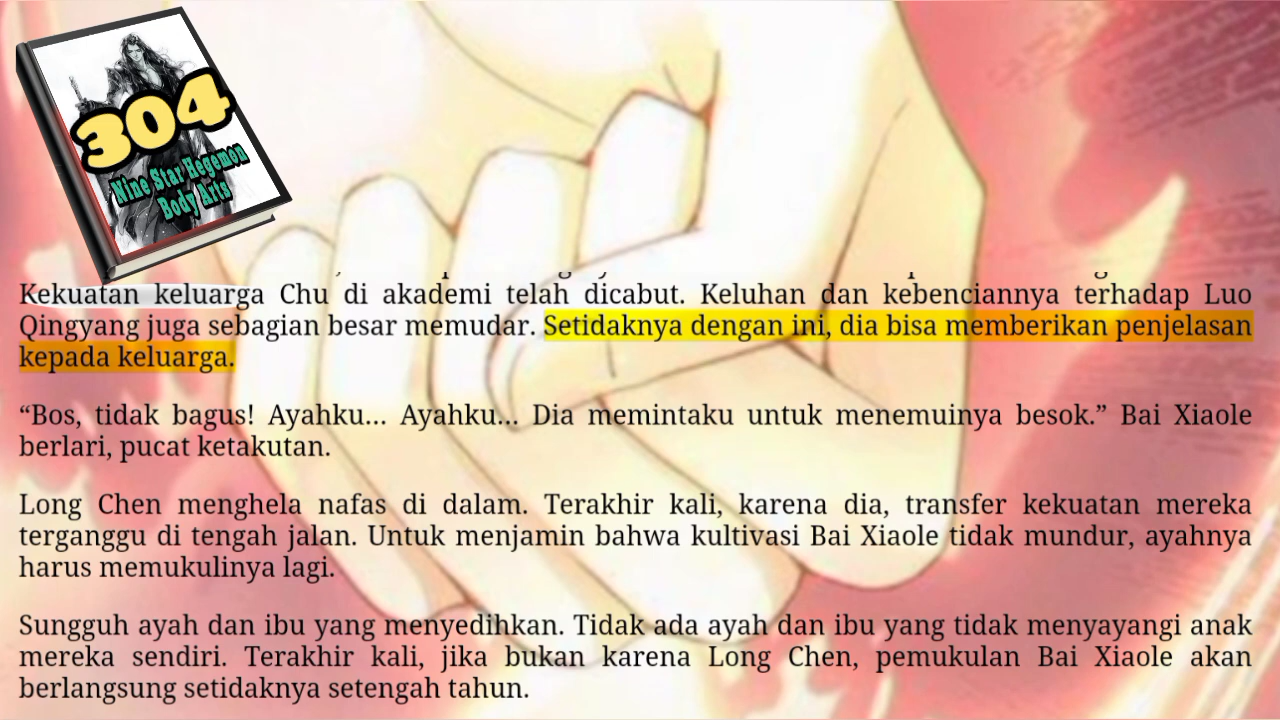 304
Nine Star Hegemon
Body Arts
Kekuatan keluarga Chu di akademi telah dicabut. Keluhan dan kebenciannya terhadap Luo
Qingyang juga sebagian besar memudar. Setidaknya dengan ini, dia bisa memberikan penjelasan
kepada keluarga.
“Bos, tidak bagus! Ayahku... Ayahku... Dia memintaku untuk menemuinya besok.” Bai Xiaole
berlari, pucat ketakutan.
Long Chen menghela nafas di dalam. Terakhir kali, karena dia, transfer kekuatan mereka
terganggu di tengah jalan. Untuk menjamin bahwa kultivasi Bai Xiaole tidak mundur, ayahnya
harus memukulinya lagi.
Sungguh ayah dan ibu yang menyedihkan. Tidak ada ayah dan ibu yang tidak menyayangi anak
mereka sendiri. Terakhir kali, jika bukan karena Long Chen, pemukulan Bai Xiaole akan
berlangsung setidaknya setengah tahun.